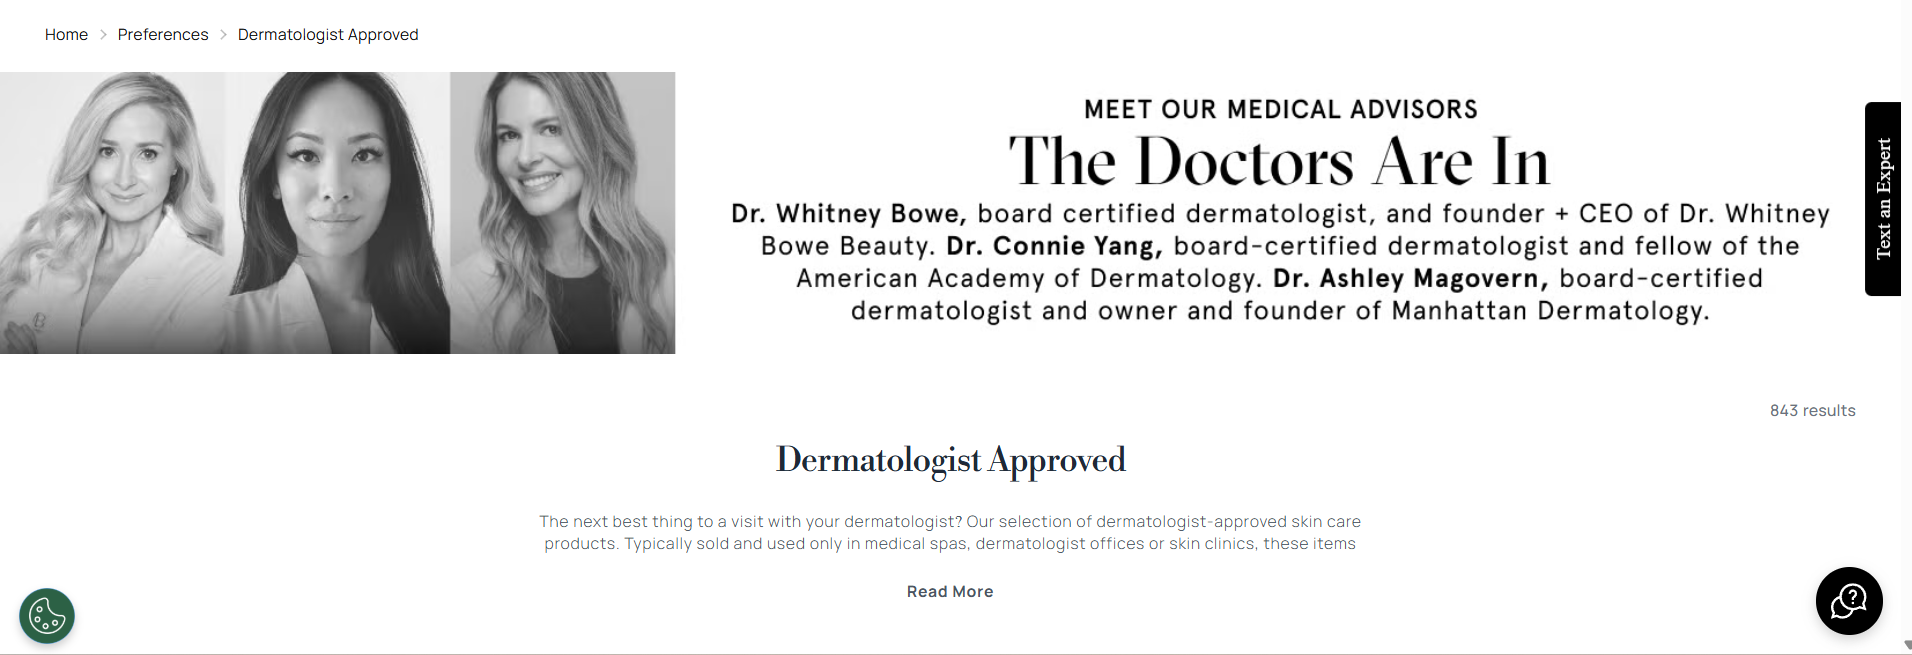 Home > Preferences > Dermatologist Approved
MEET OUR MEDICAL ADVISORS
The Doctors Are In
Dr. Whitney Bowe, board certified dermatologist, and founder + CEO of Dr. Whitney
Bowe Beauty. Dr. Connie Yang, board-certified dermatologist and fellow of the
American Academy of Dermatology. Dr. Ashley Magovern, board-certified
dermatologist and owner and founder of Manhattan Dermatology.
Text an Expert
843 results
Dermatologist Approved
The next best thing to a visit with your dermatologist? Our selection of dermatologist-approved skin care
products. Typically sold and used only in medical spas, dermatologist offices or skin clinics, these items
Read More